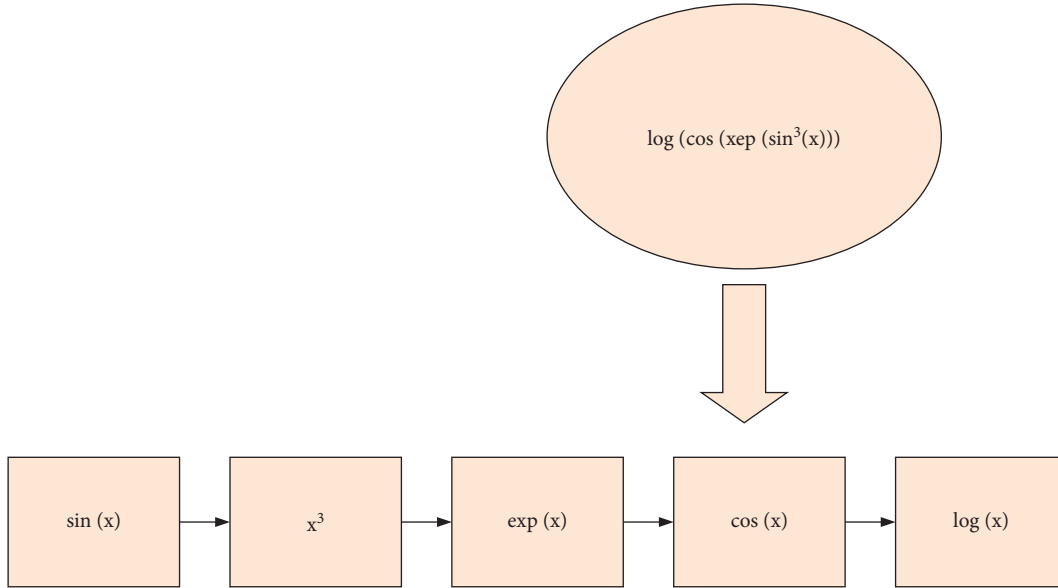 log (cos (xep (sin³(x)))
sin (x)
x³
exp (x)
cos (x)
log (x)